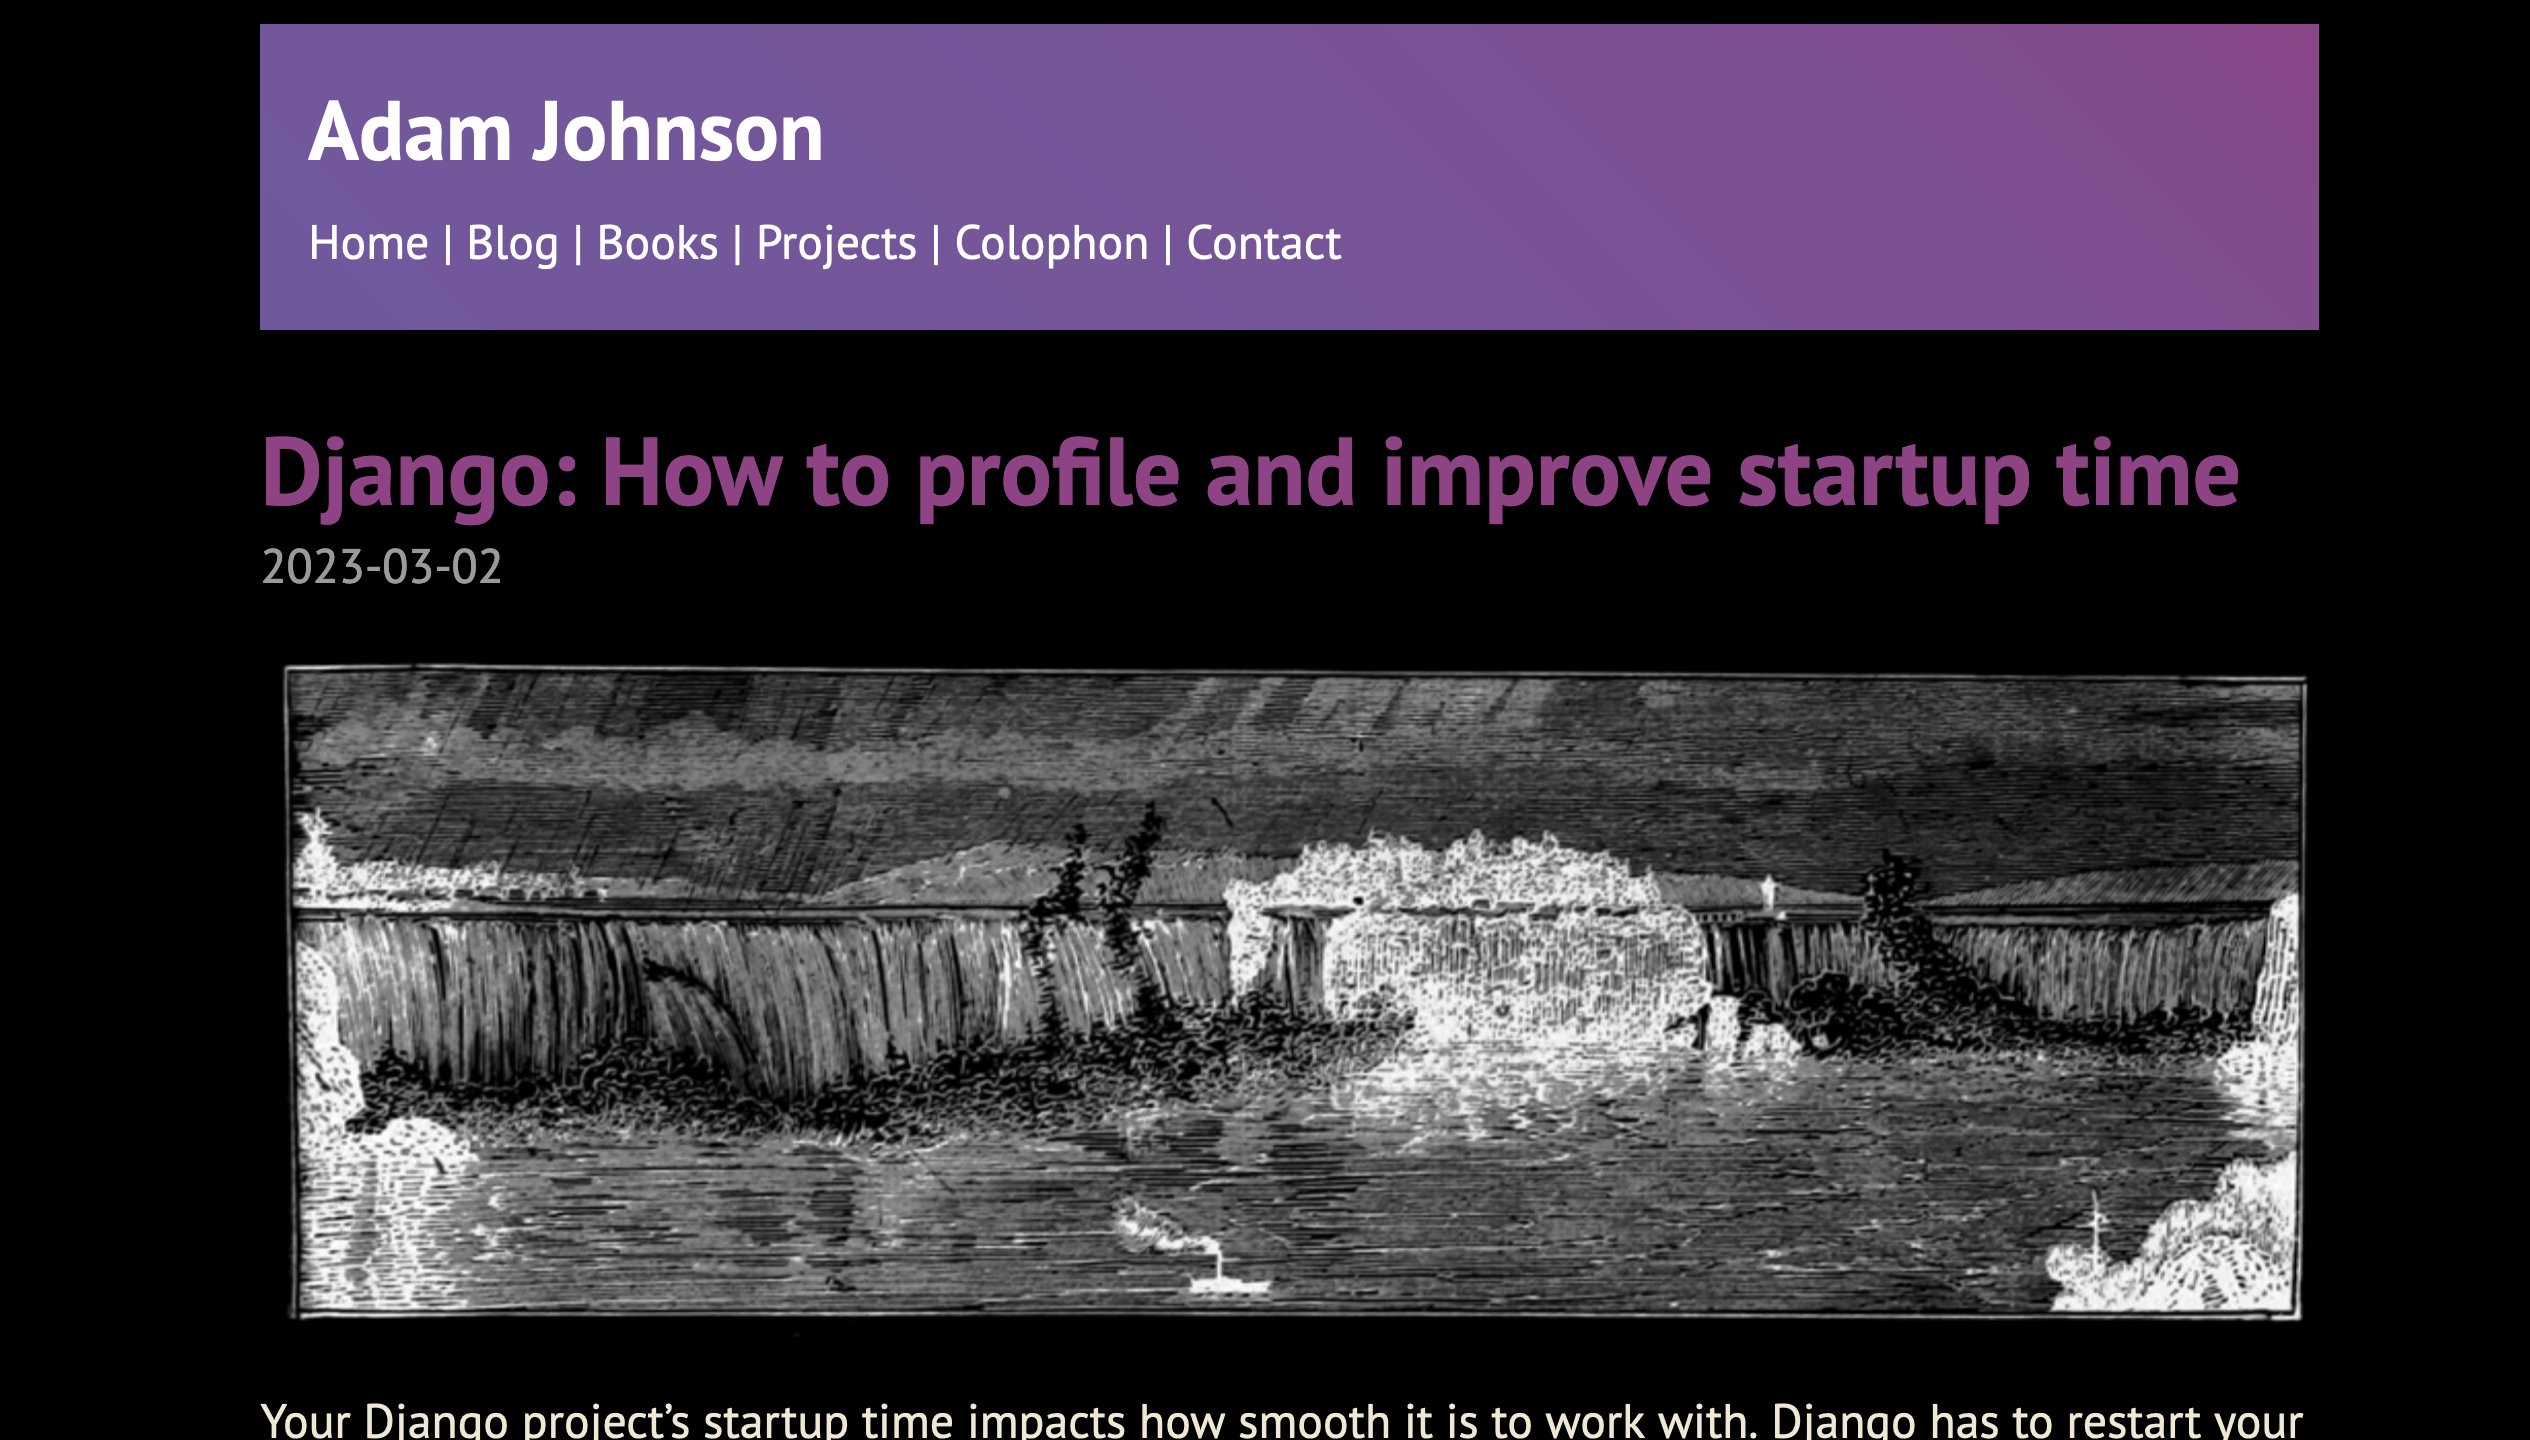 Adam Johnson
Home | Blog | Books | Projects | Colophon | Contact
Django: How to profile and improve startup time
2023-03-02
Your Django project’s startup time impacts how smooth it is to work with. Django has to restart your